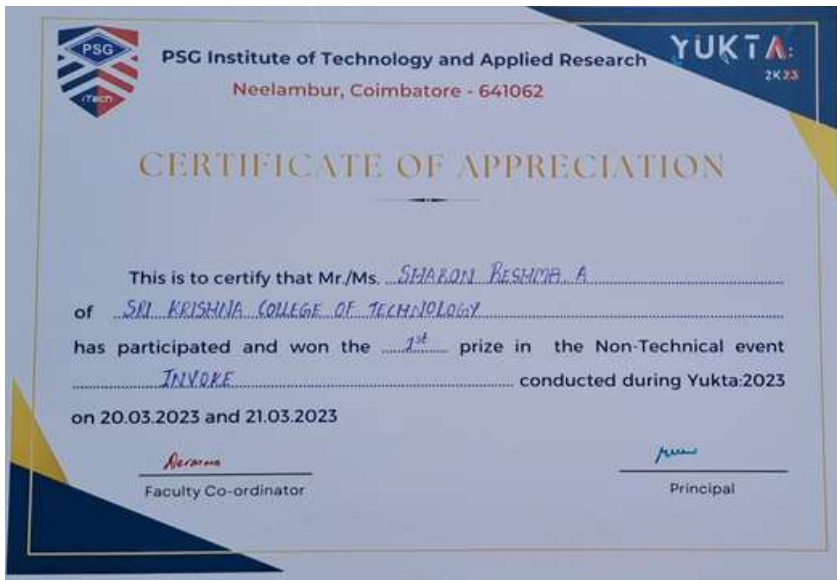 PSG
iTech
PSG Institute of Technology and Applied Research
Neelambur, Coimbatore - 641062
YUKTA:
2K23
CERTIFICATE OF APPRECIATION
This is to certify that Mr./Ms. SHARON RESHMA. A
of SRI KRISHNA COLLEGE OF TECHNOLOGY
has participated and won the 1st prize in the Non-Technical event
INVOKE conducted during Yukta:2023
on 20.03.2023 and 21.03.2023
Faculty Co-ordinator
Principal